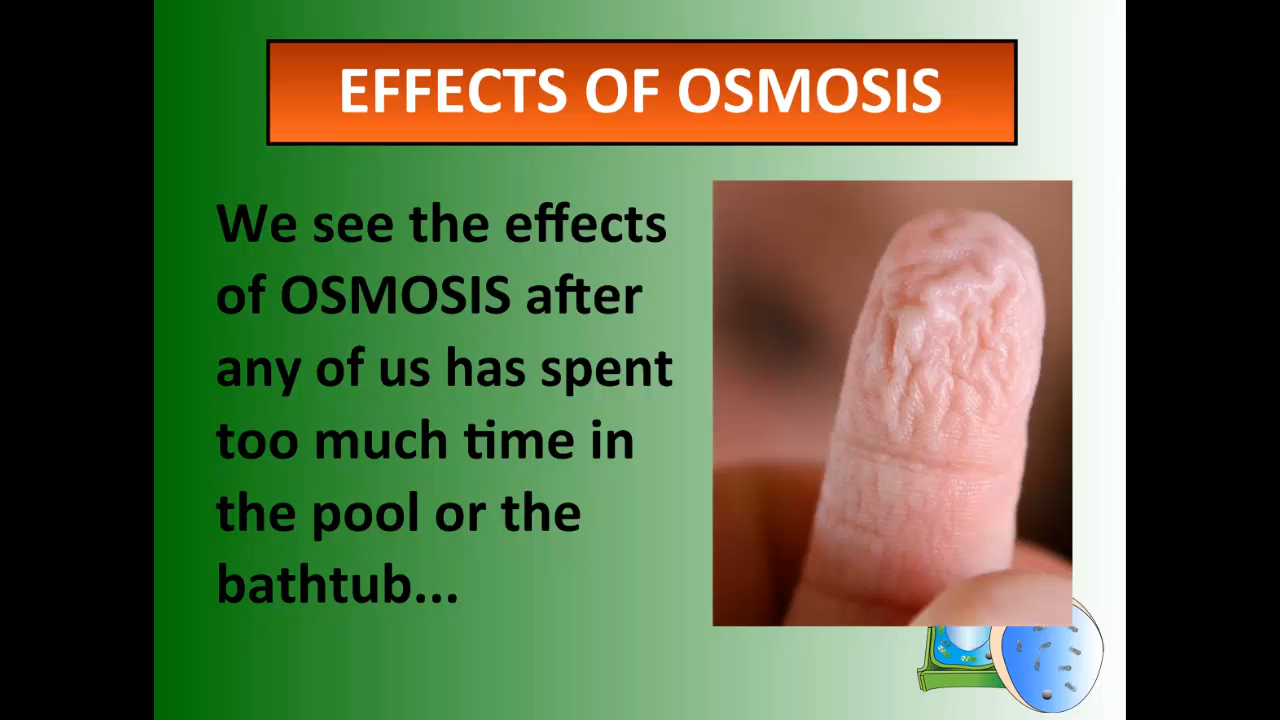 EFFECTS OF OSMOSIS
We see the effects
of OSMOSIS after
any of us has spent
too much time in
the pool or the
bathtub...